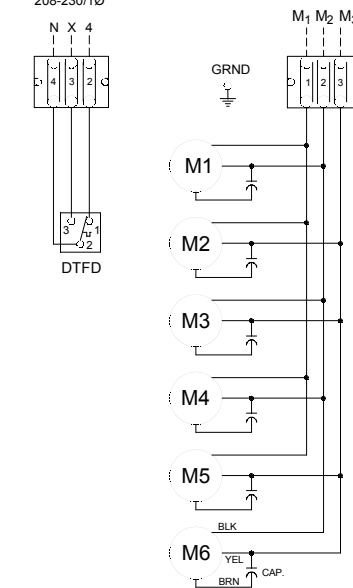 208-230/1Ø
N X 4
4 3 2
3 1
2
DTFD
GRND
M1 M2 M3
1 2 3
M1
M2
M3
M4
M5
BLK
M6
YEL
CAP.
BRN